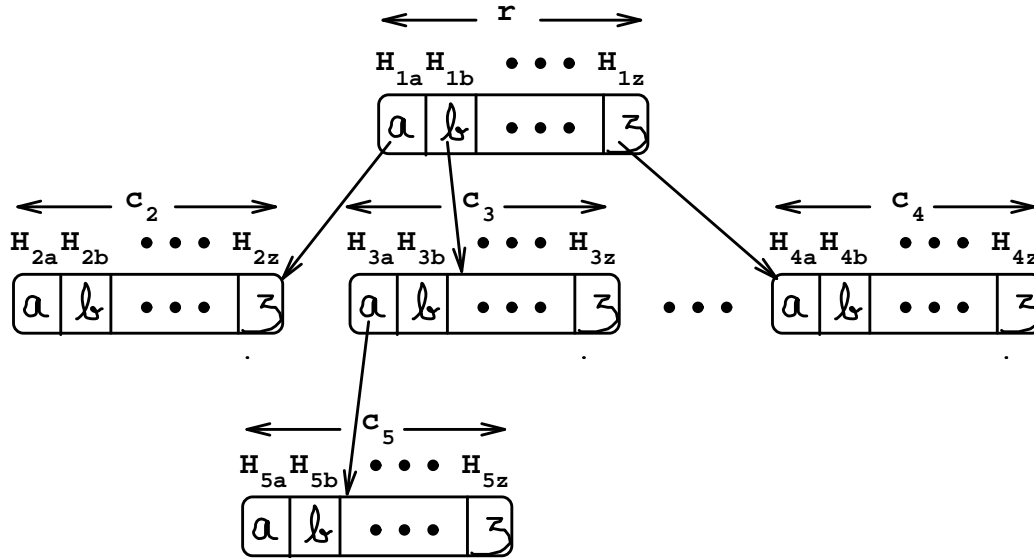 r
H1a H1b ••• H1z
a b ••• z
c2 c3 c4
H2a H2b ••• H2z H3a H3b ••• H3z H4a H4b ••• H4z
a b ••• z a b ••• z ••• a b ••• z
c5
H5a H5b ••• H5z
a b ••• z